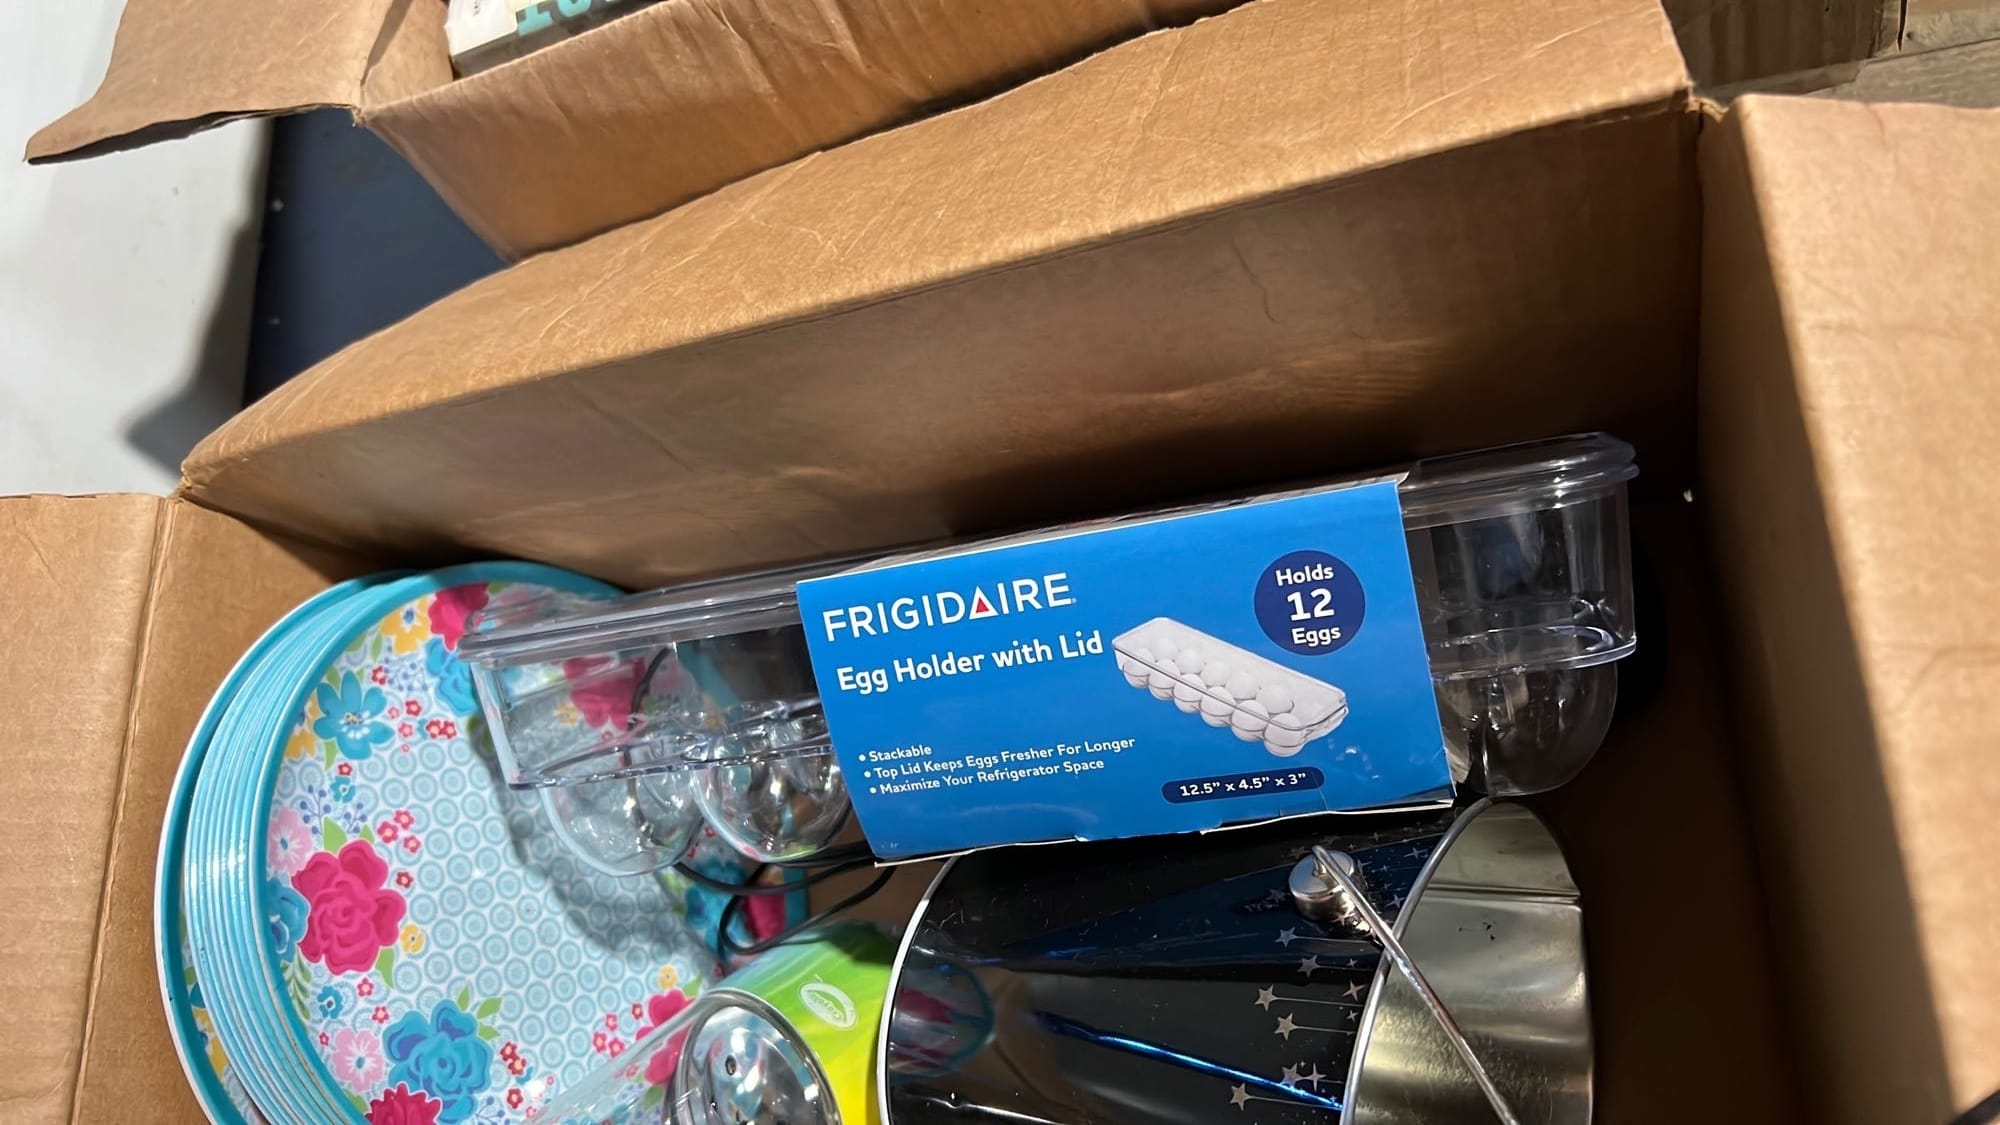 FRIGIDAIRE
Egg Holder with Lid
Holds
12
Eggs
• Stackable
• Top Lid Keeps Eggs Fresher For Longer
• Maximize Your Refrigerator Space
12.5” x 4.5” x 3”
Crayola